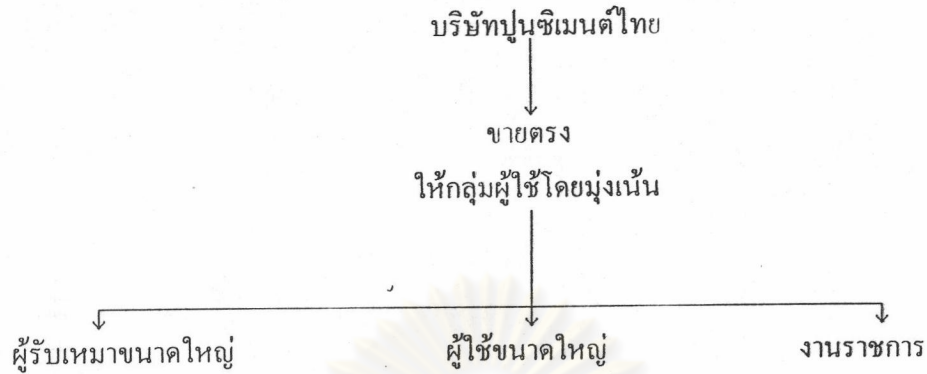 บริษัทปูนซิเมนต์ไทย
ขายตรง
ให้กลุ่มผู้ใช้โดยมุ่งเน้น
ผู้รับเหมาขนาดใหญ่ ผู้ใช้ขนาดใหญ่ งานราชการ